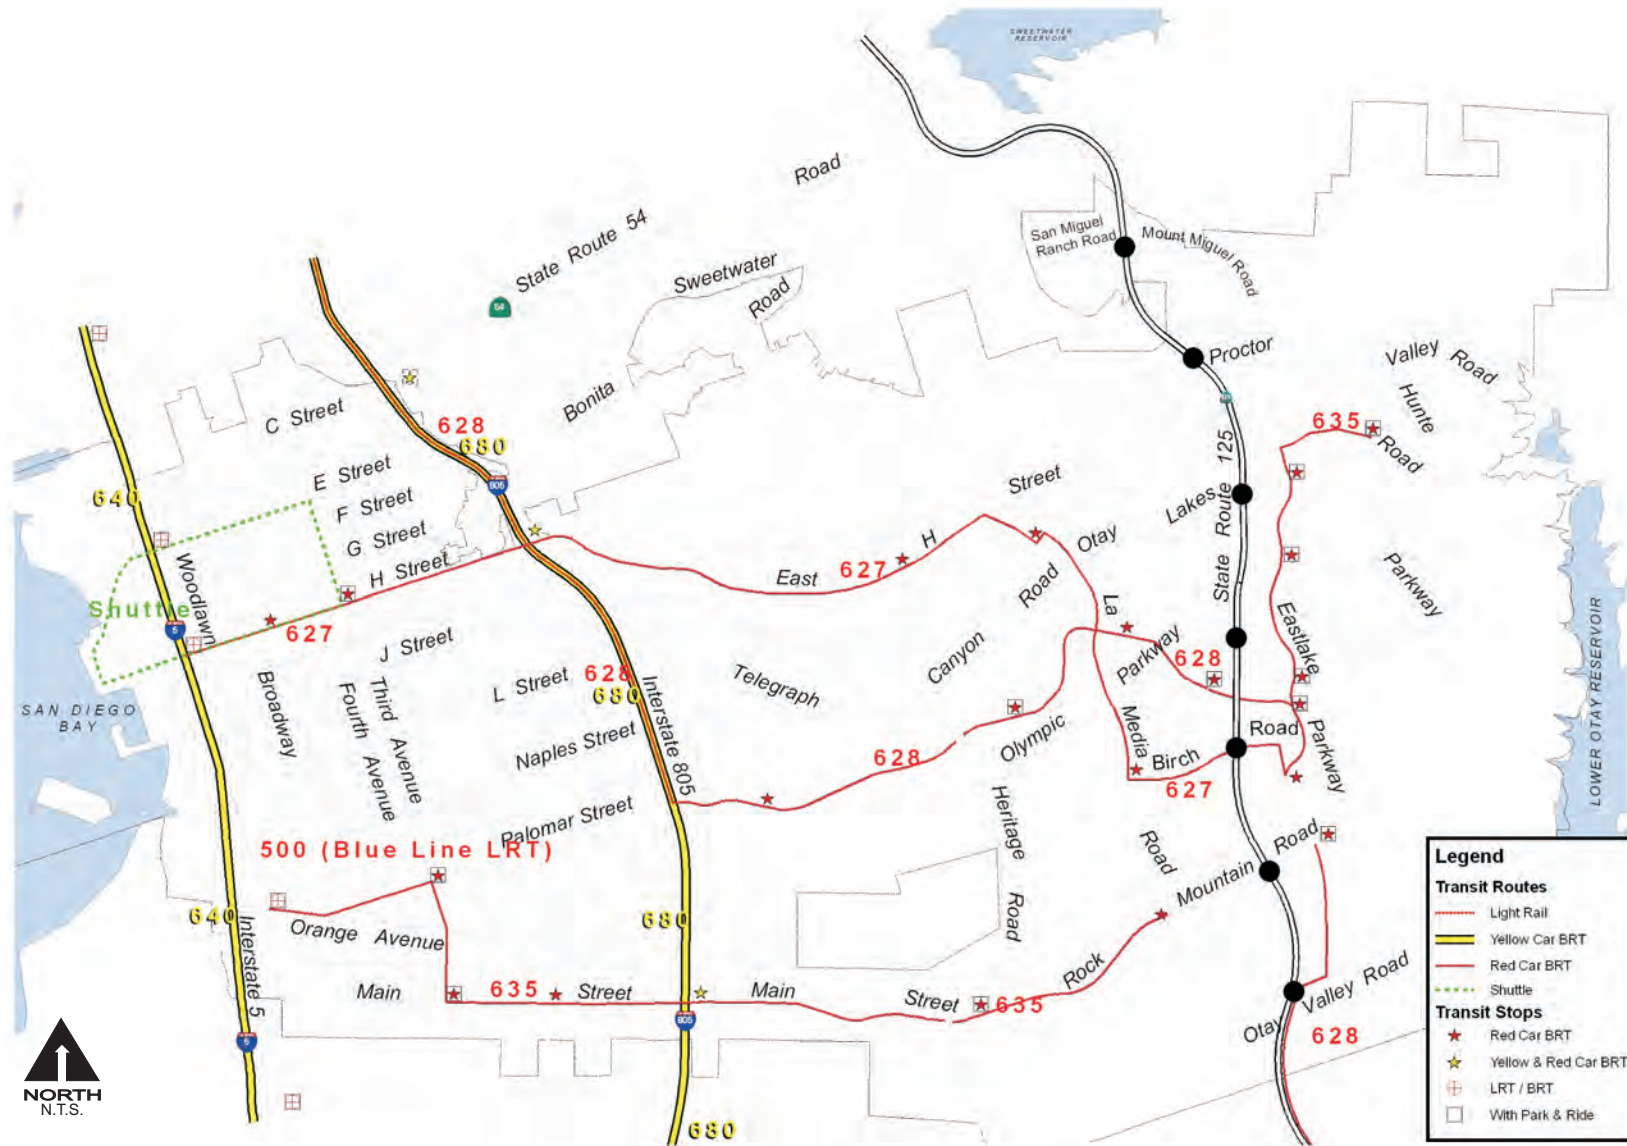 SWEETWATER
RESERVOIR
Road
State Route 54
54
Sweetwater
Road
San Miguel
Ranch Road
Mount Miguel Road
Proctor
Valley Road
Hunte
Parkway
635
Road
C Street
Bonita
628
680
805
640
E Street
F Street
G Street
H Street
Street
H
East
627
Otay
Lakes
Road
State Route 125
Canyon
Telegraph
La
Media
Road
Parkway
Olympic
628
Eastlake
Parkway
Woodlawn
Shuttle
5
627
J Street
L Street
628
680
Interstate 805
Broadway
Third Avenue
Fourth Avenue
Naples Street
Palomar Street
SAN DIEGO
BAY
628
Birch
Road
627
Heritage
Road
LOWER OTAY RESERVOIR
500 (Blue Line LRT)
640
Interstate 5
Orange Avenue
680
Main
635
Street
Main
Street
635
Rock
Mountain
Road
Otay
Valley Road
628
805
5
680
NORTH
N.T.S.
Legend
Transit Routes
Light Rail
Yellow Car BRT
Red Car BRT
Shuttle
Transit Stops
Red Car BRT
Yellow & Red Car BRT
LRT / BRT
With Park & Ride